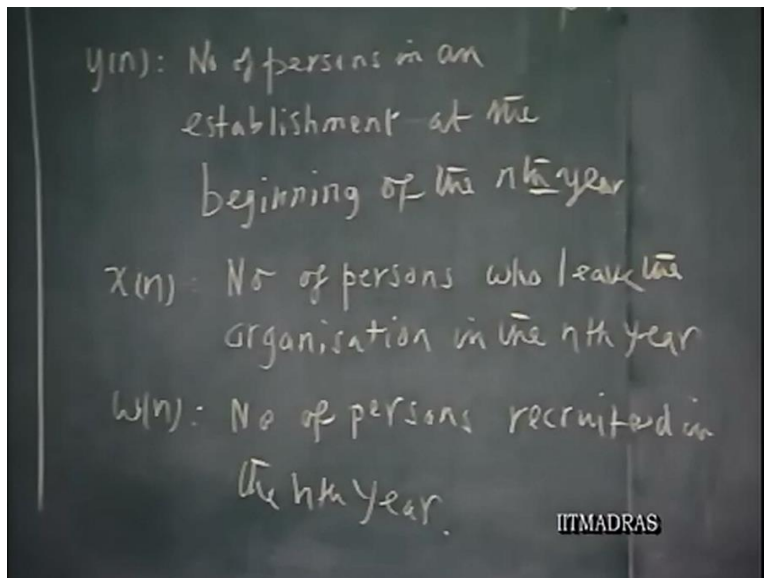 y(n): No of persons in an
establishment at the
beginning of the nth year
x(n): No of persons who leave the
organisation in the nth year
w(n): No of persons recruited in
the nth year.
IITMADRAS